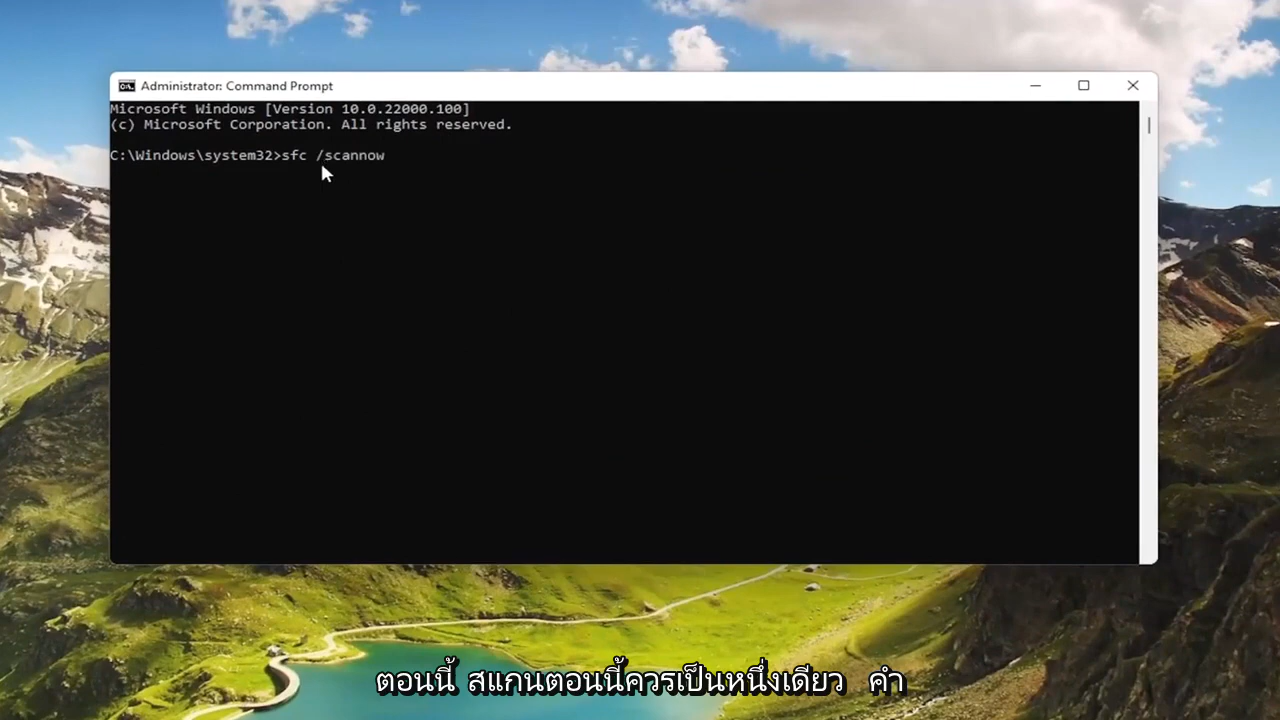 Administrator: Command Prompt
Microsoft Windows [Version 10.0.22000.100]
(c) Microsoft Corporation. All rights reserved.
C:\Windows\system32>sfc /scannow
ตอนนี้ สแกนตอนนี้ควรเป็นหนึ่งเดียว คำ